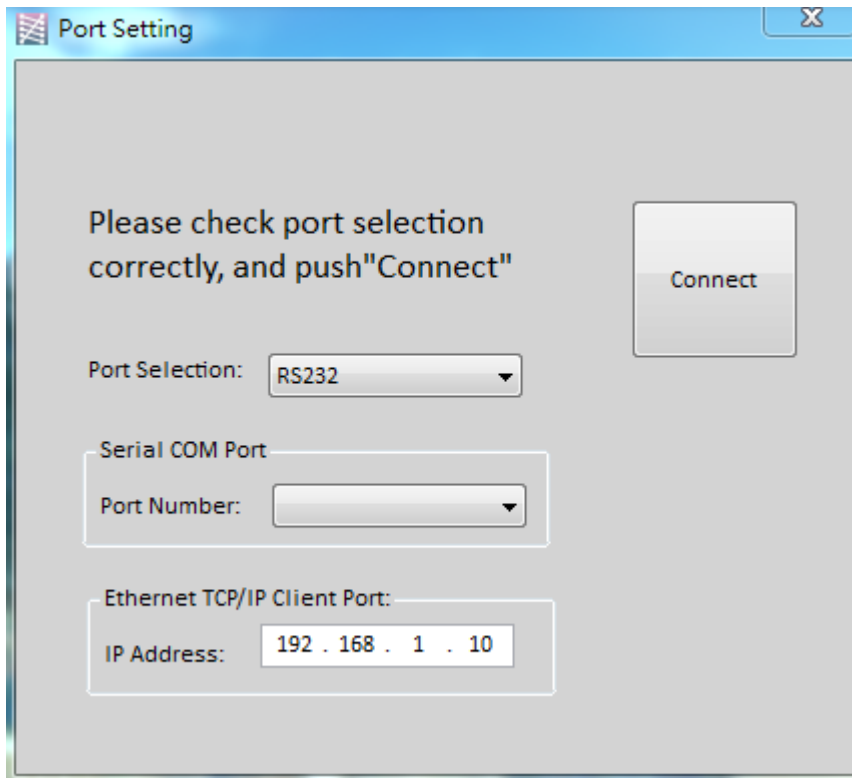 Port Setting
Please check port selection
correctly, and push"Connect"
Connect
Port Selection:
RS232
Serial COM Port
Port Number:
Ethernet TCP/IP Client Port:
IP Address:
192 . 168 . 1 . 10